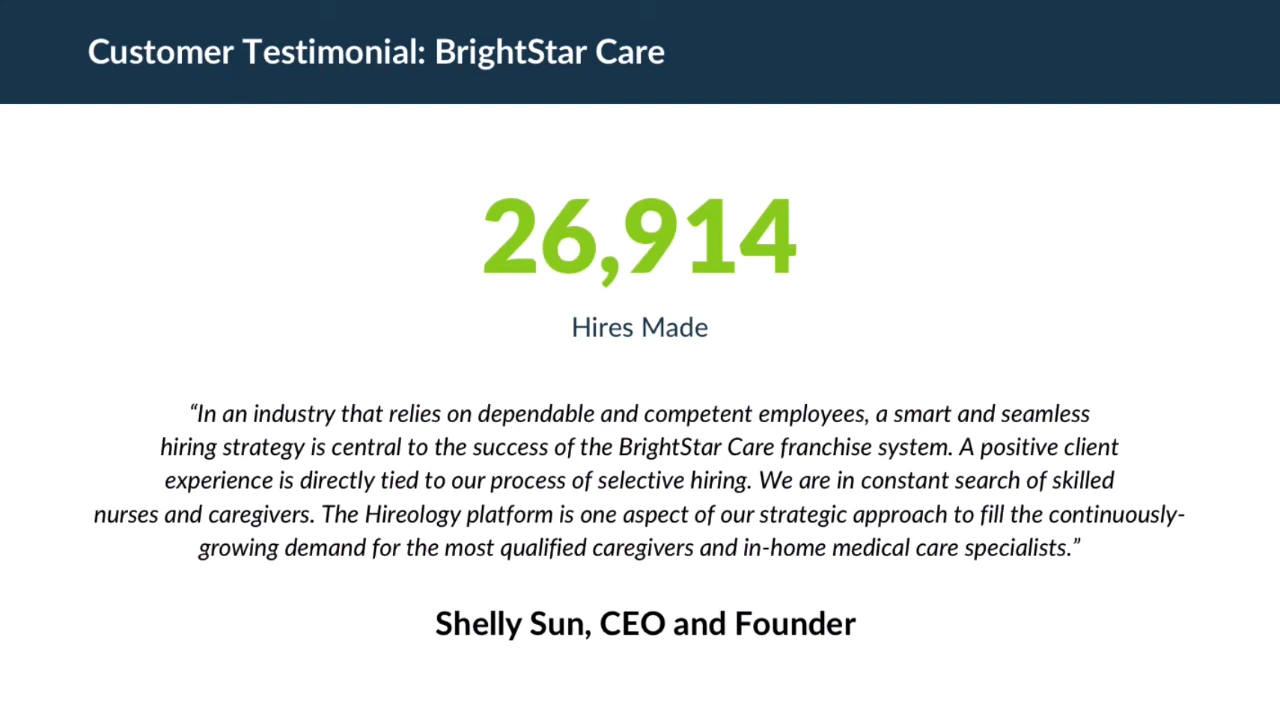 Customer Testimonial: BrightStar Care
26,914
Hires Made
“In an industry that relies on dependable and competent employees, a smart and seamless
hiring strategy is central to the success of the BrightStar Care franchise system. A positive client
experience is directly tied to our process of selective hiring. We are in constant search of skilled
nurses and caregivers. The Hireology platform is one aspect of our strategic approach to fill the continuously-
growing demand for the most qualified caregivers and in-home medical care specialists.”
Shelly Sun, CEO and Founder